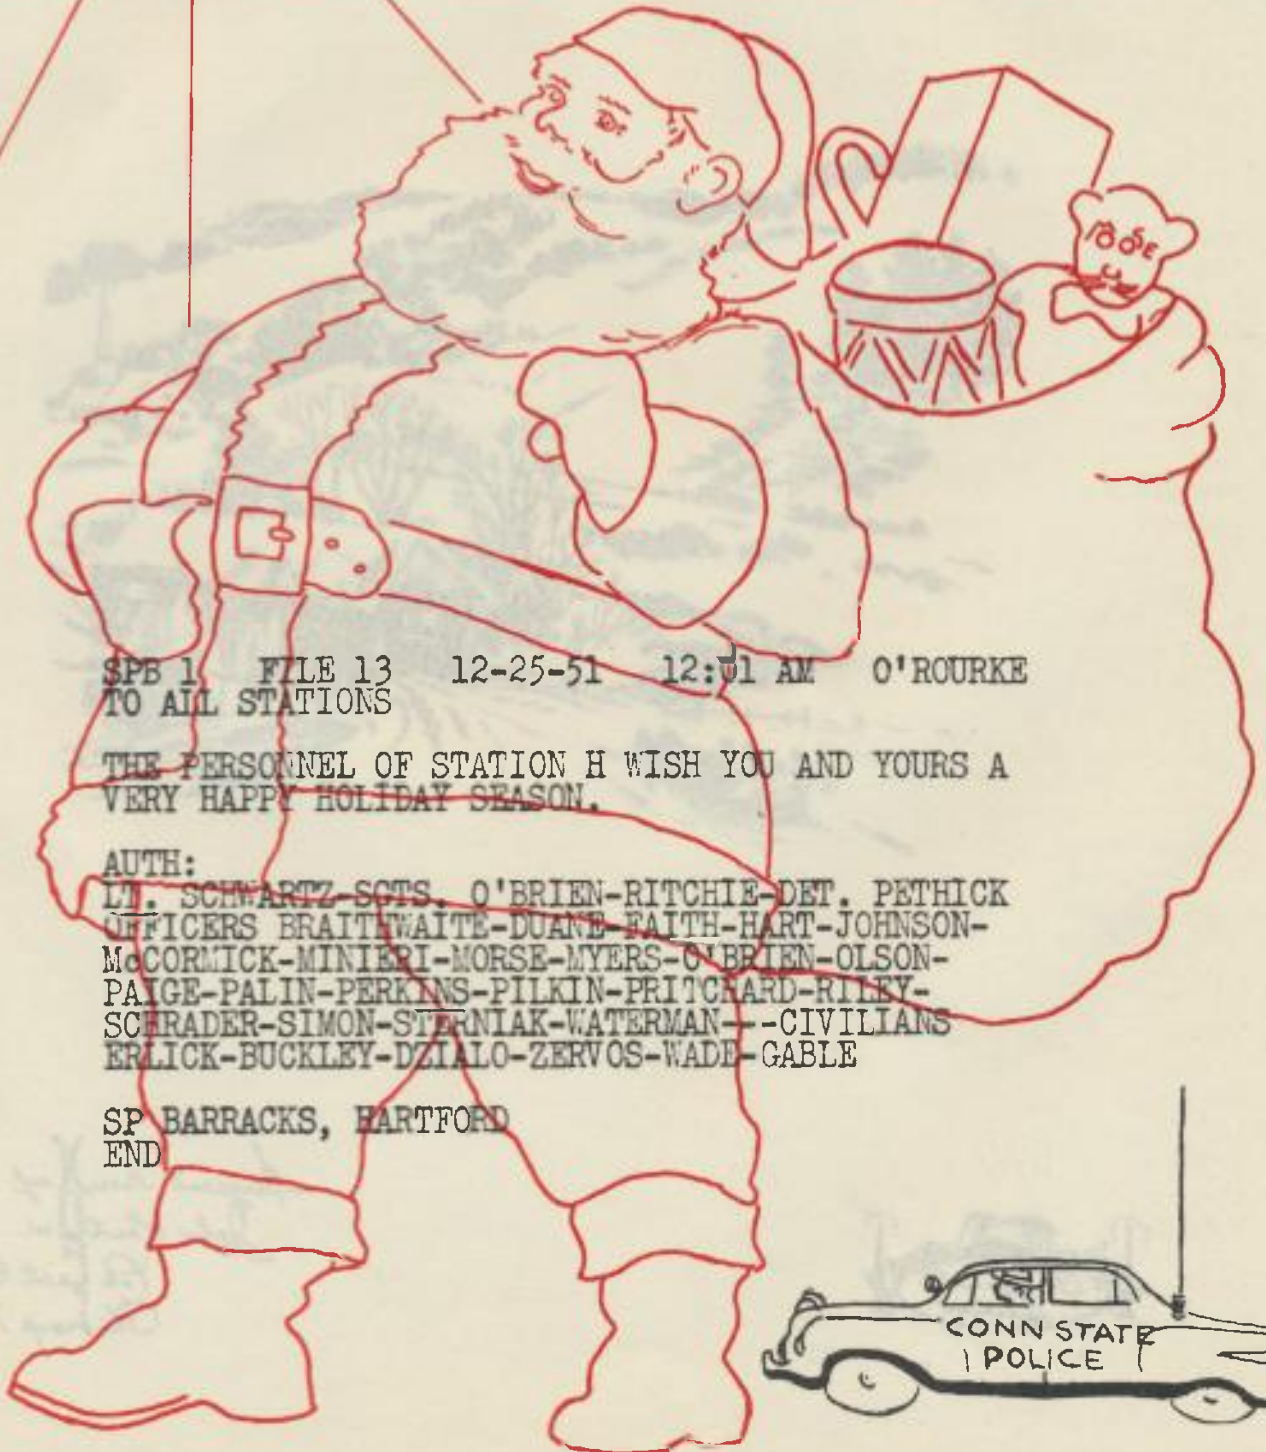 SPB 1 FILE 13 12-25-51 12:01 AM O'ROURKE
TO ALL STATIONS
THE PERSONNEL OF STATION H WISH YOU AND YOURS A
VERY HAPPY HOLIDAY SEASON.
AUTH:
LT. SCHWARTZ-SGTS. O'BRIEN-RITCHIE-DET. PETHICK
OFFICERS BRAITHWAITE-DUANE-FAITH-HART-JOHNSON-
McCORMICK-MINIERI-MORSE-MYERS-O'BRIEN-OLSON-
PAIGE-PALIN-PERKINS-PILKIN-PRITCHARD-RILEY-
SCHRADER-SIMON-STERNIAK-WATERMAN---CIVILIANS
ERLICK-BUCKLEY-DZIALO-ZERVOS-WADE-GABLE
SP BARRACKS, HARTFORD
END
CONN STATE
POLICE